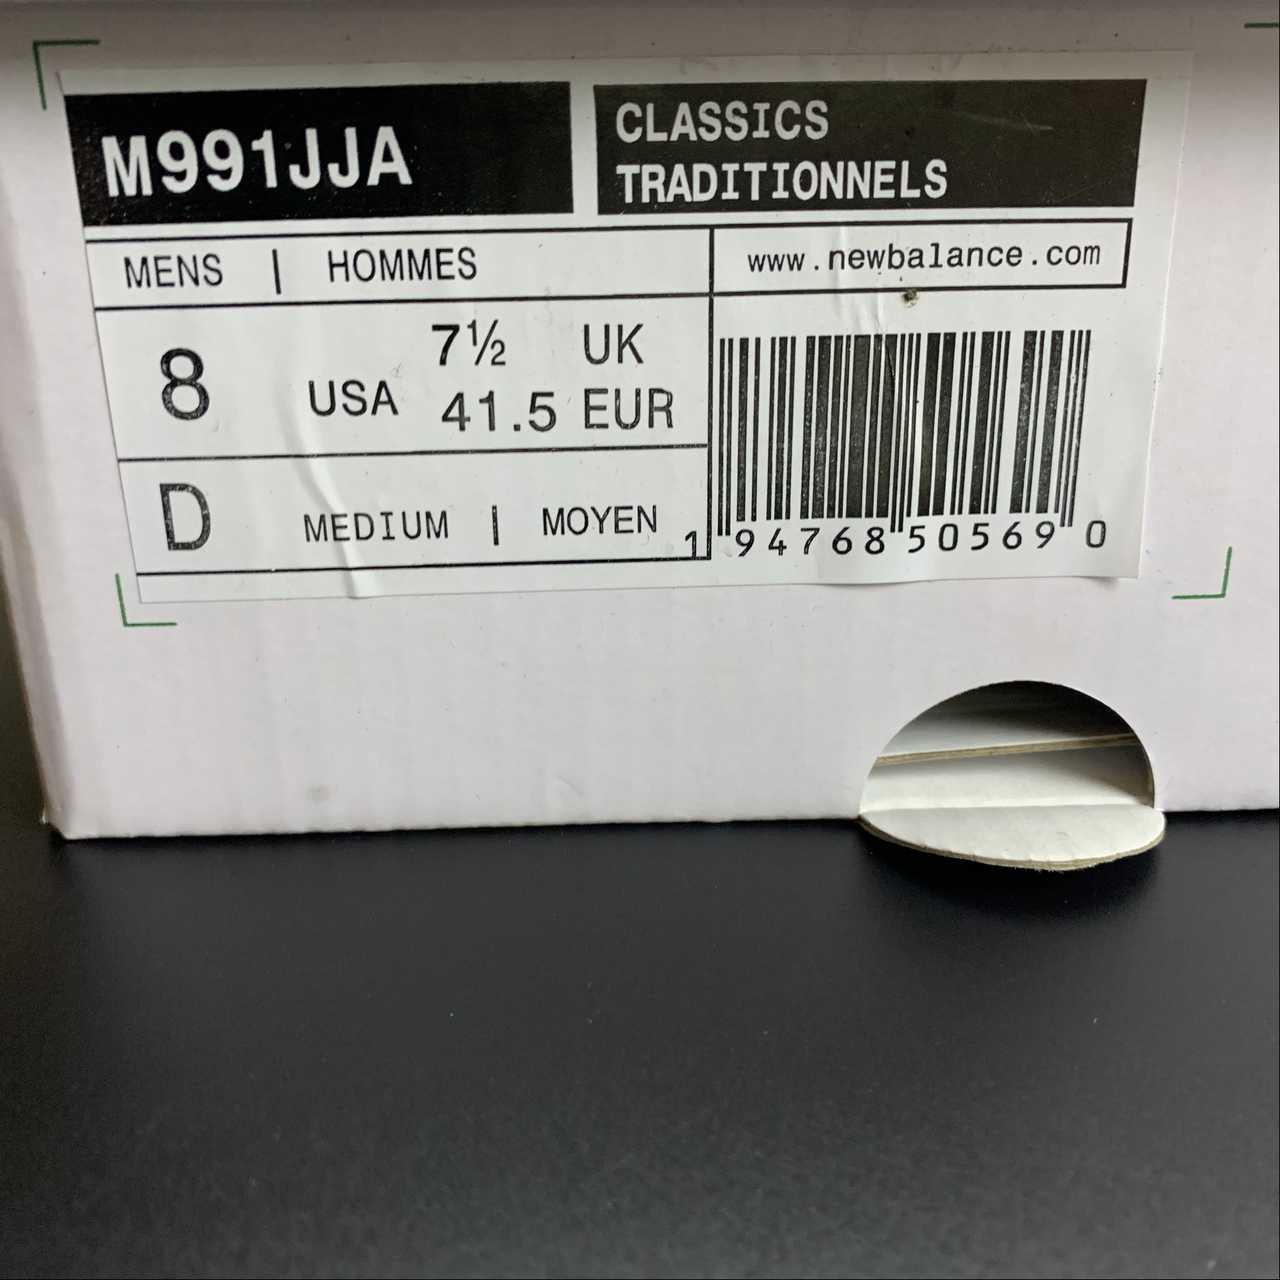 M991JJA
CLASSICS
TRADITIONNELS
MENS | HOMMES
www.newbalance.com
8 USA
7½ UK
41.5 EUR
D MEDIUM | MOYEN
1 94768 50569 0